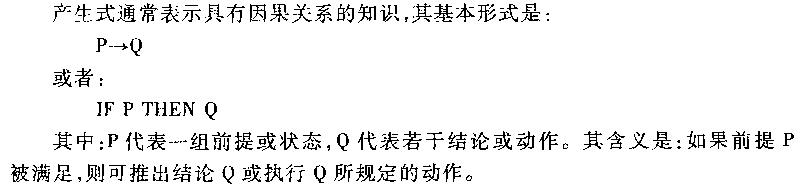 产生式通常表示具有因果关系的知识,其基本形式是:
P→Q
或者:
IF P THEN Q
其中:P代表一组前提或状态,Q代表若干结论或动作。其含义是:如果前提P
被满足,则可推出结论Q或执行Q所规定的动作。